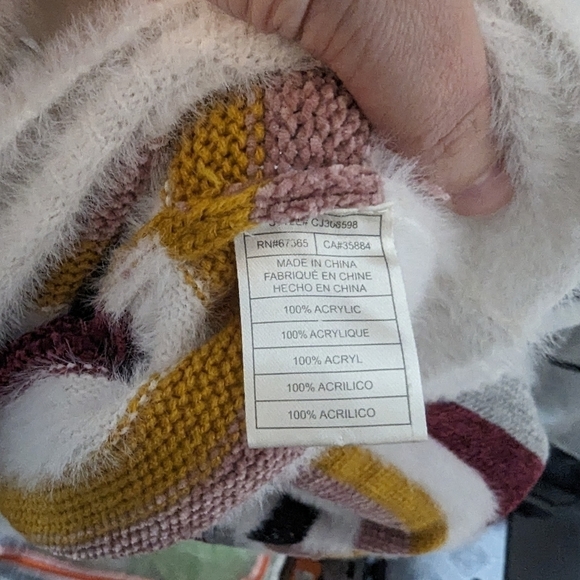 CJ308598
RN#67365 CA#35884
MADE IN CHINA
FABRIQUÉ EN CHINE
HECHO EN CHINA
100% ACRYLIC
100% ACRYLIQUE
100% ACRYL
100% ACRILICO
100% ACRILICO